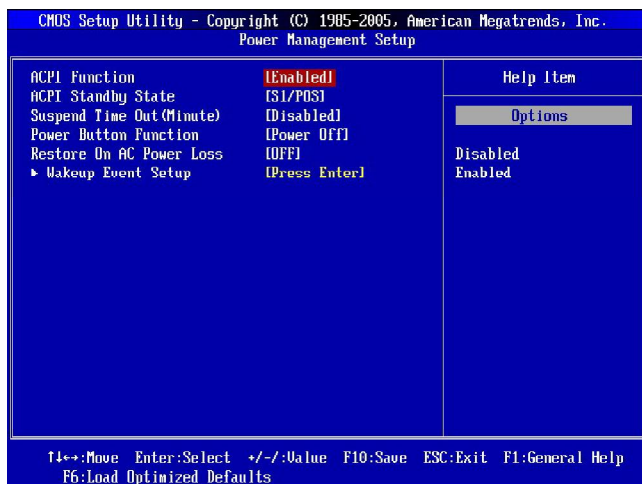 CMOS Setup Utility - Copyright (C) 1985-2005, American Megatrends, Inc.
Power Management Setup
ACPI Function [Enabled]
ACPI Standby State [S1/POS]
Suspend Time Out(Minute) [Disabled]
Power Button Function [Power Off]
Restore On AC Power Loss [OFF]
► Wakeup Event Setup [Press Enter]
Help Item
Options
Disabled
Enabled
↑↓←→:Move Enter:Select +/-/:Value F10:Save ESC:Exit F1:General Help
F6:Load Optimized Defaults